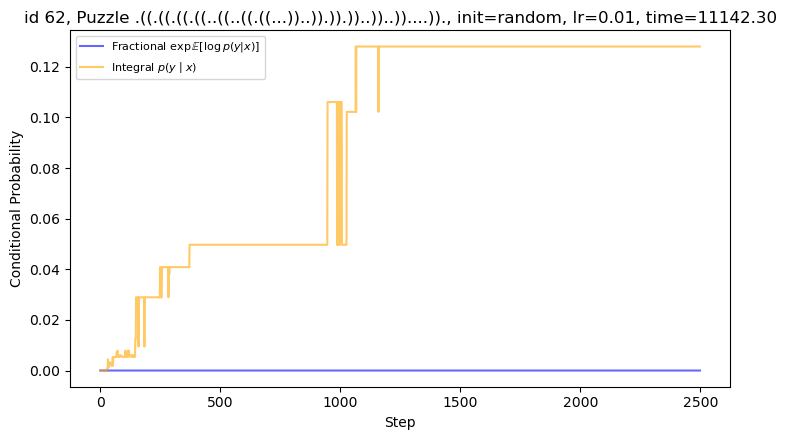 id 62, Puzzle .((.((.((.((..((..((.((...))..)).)).))..))..))....))., init=random, lr=0.01, time=11142.30
Fractional exp𝔼[log p(y|x)]
Integral p(y | x)
Conditional Probability
0.12
0.10
0.08
0.06
0.04
0.02
0.00
0 500 1000 1500 2000 2500
Step